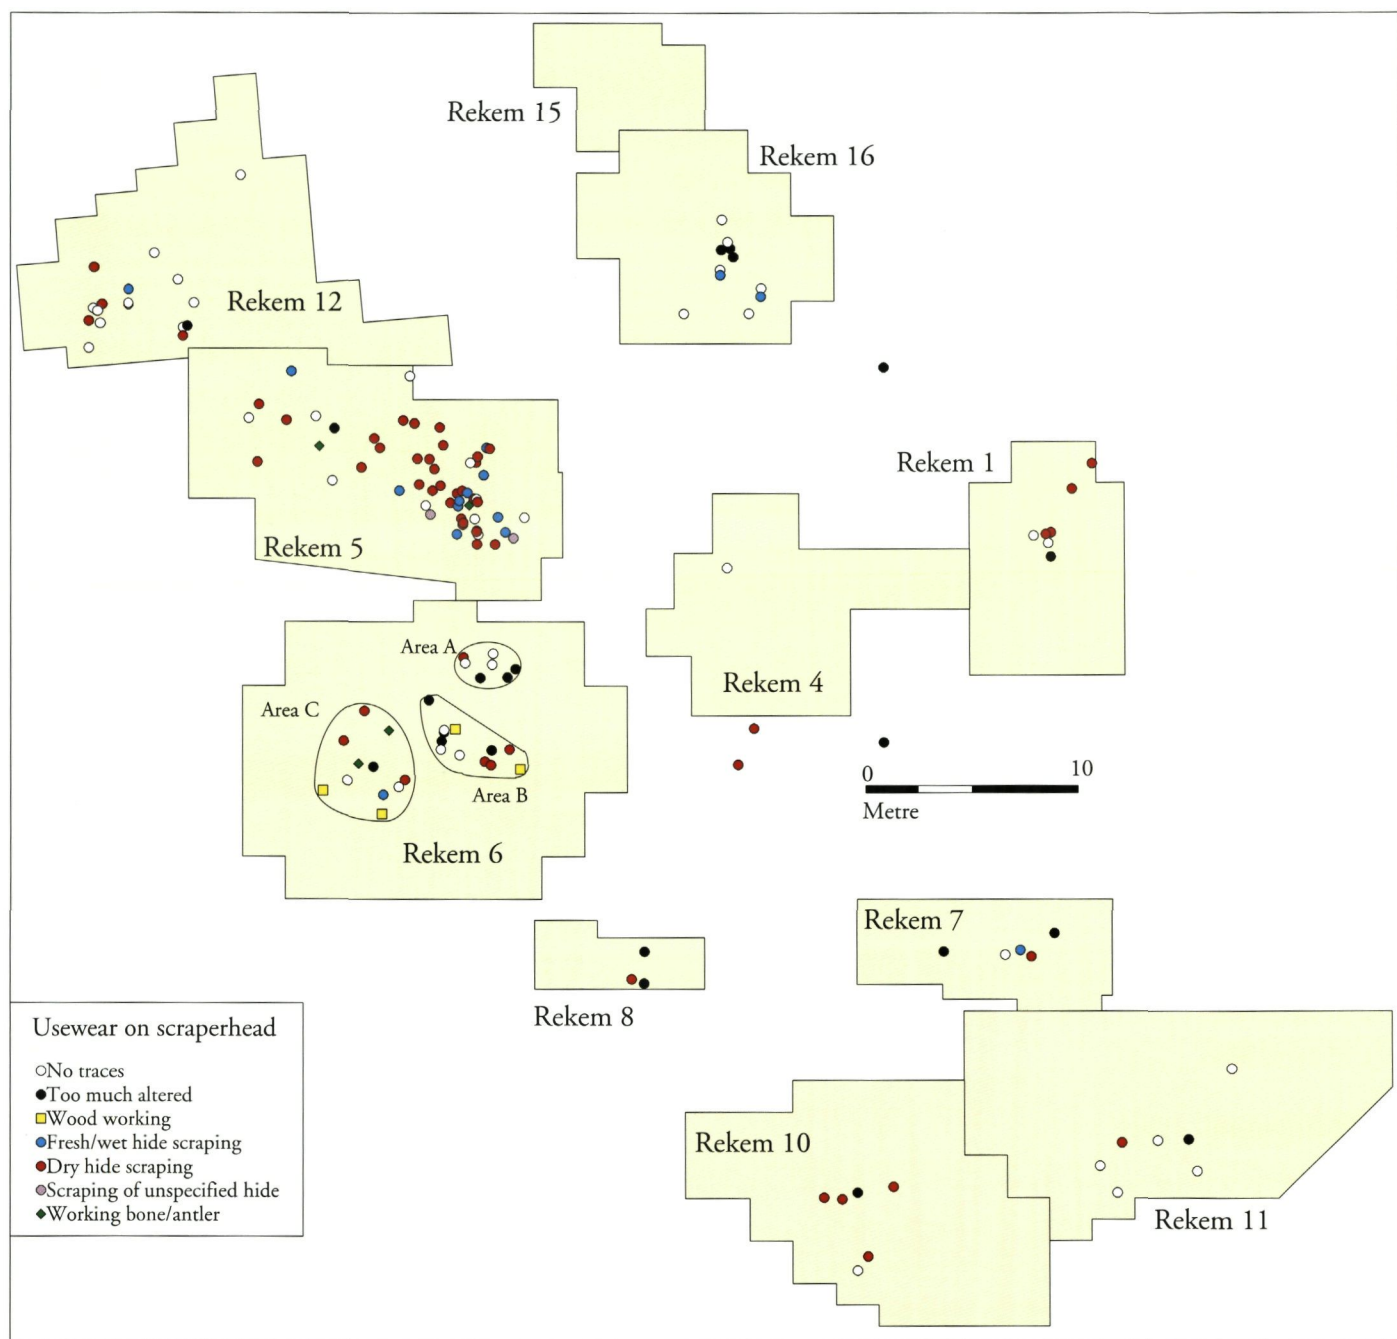 Rekem 15
Rekem 16
Rekem 12
Rekem 1
Rekem 5
Area A
Rekem 4
Area C
0 10
Metre
Area B
Rekem 6
Rekem 7
Rekem 8
Usewear on scraperhead
No traces
Too much altered
Wood working
Fresh/wet hide scraping
Dry hide scraping
Scraping of unspecified hide
Working bone/antler
Rekem 10
Rekem 11